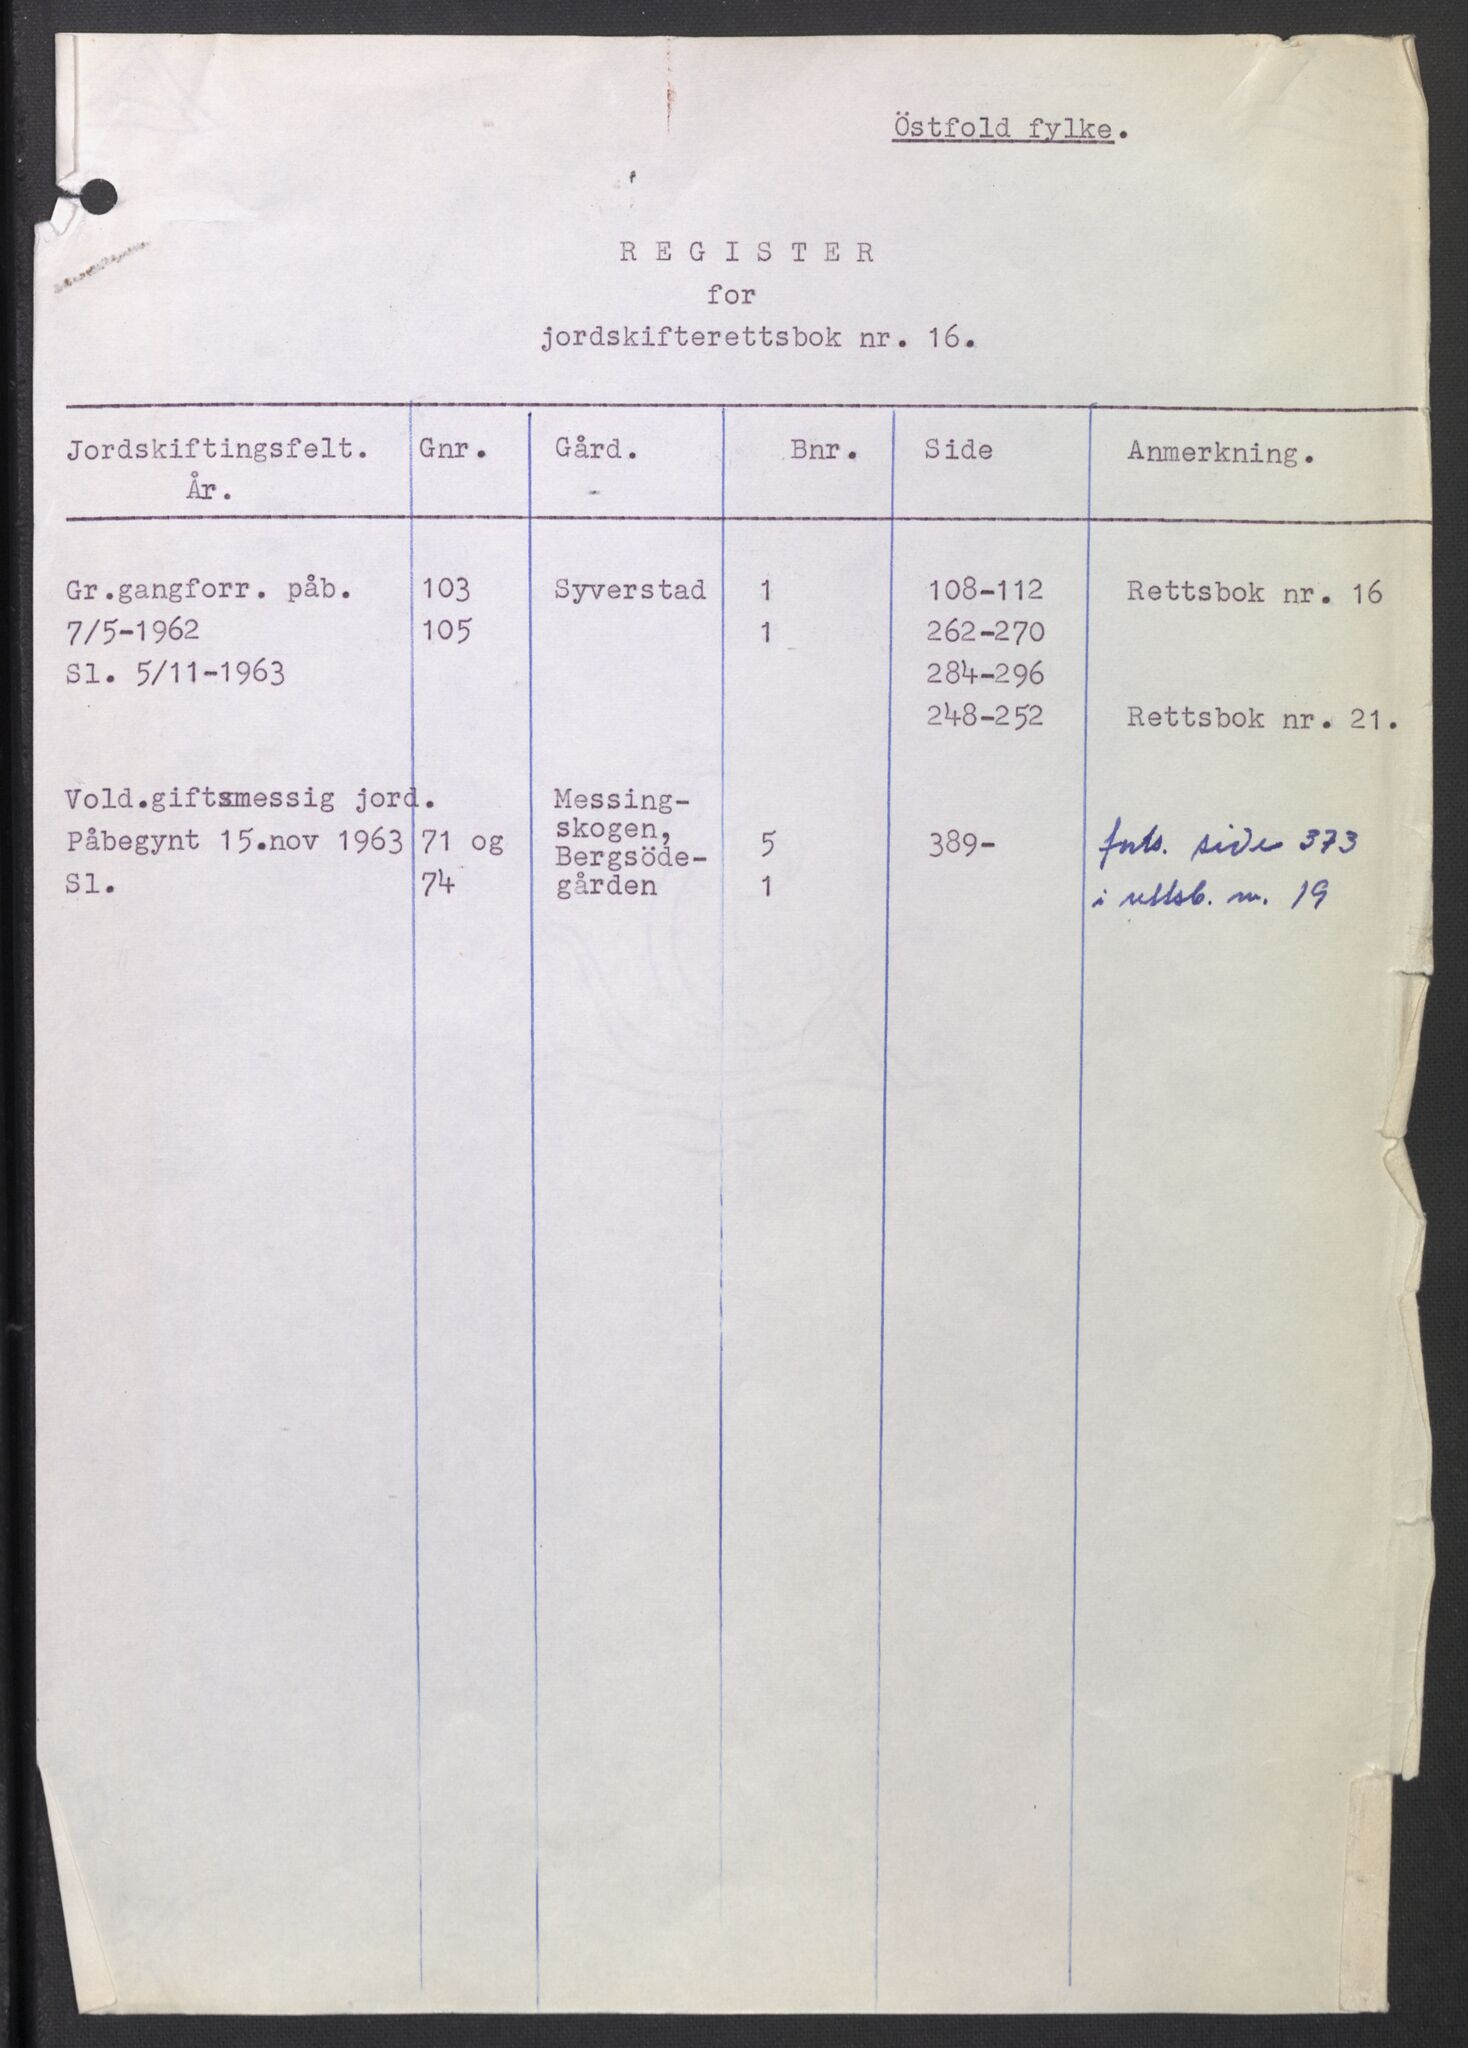 Östfold fylke.
REGISTER
for
jordskifterettsbok nr. 16.
Jordskiftingsfelt. Gnr. Gård. Bnr. Side Anmerkning.
År.
Gr.gangforr. påb. 103 Syverstad 1 108-112 Rettsbok nr. 16
7/5-1962 105 1 262-270
Sl. 5/11-1963 284-296
248-252 Rettsbok nr. 21.
Vold.giftsmessig jord. Messing-
skogen,
Påbegynt 15.nov 1963 71 og 5 389- forts. side 373
Bergsöde-
Sl. 74 gården 1 i rettsb. nr. 19